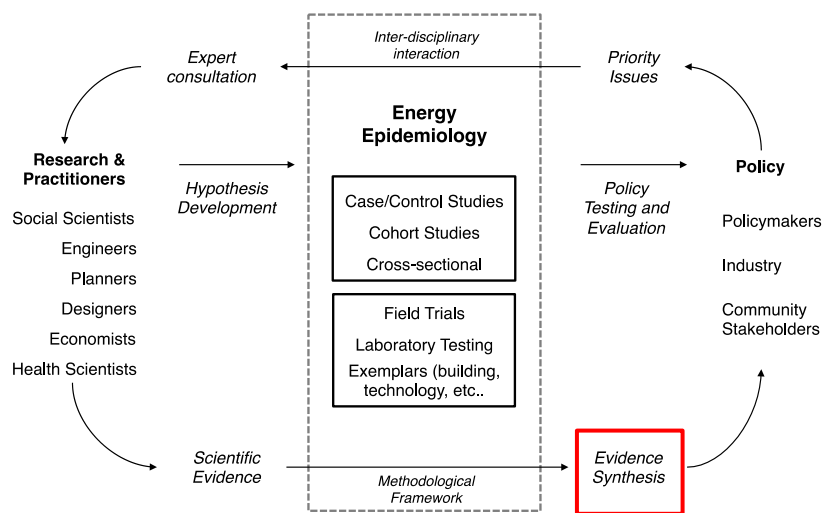 Expert
consultation
Inter-disciplinary
interaction
Priority
Issues
Energy
Epidemiology
Research &
Practitioners
Hypothesis
Development
Policy
Testing and
Evaluation
Policy
Social Scientists
Engineers
Planners
Designers
Economists
Health Scientists
Case/Control Studies
Cohort Studies
Cross-sectional
Field Trials
Laboratory Testing
Exemplars (building,
technology, etc..
Policymakers
Industry
Community
Stakeholders
Scientific
Evidence
Methodological
Framework
Evidence
Synthesis